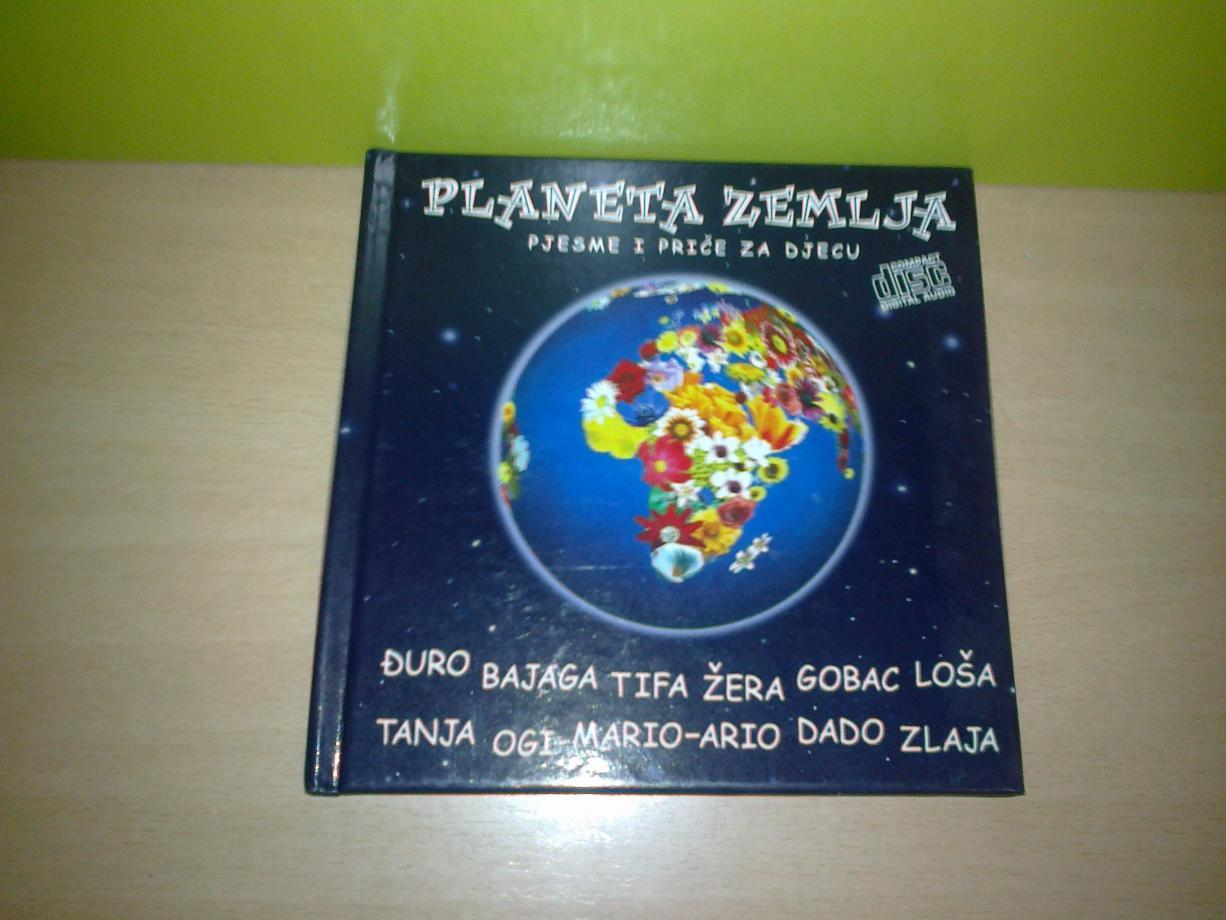 PLANETA ZEMLJA
PJESME I PRIČE ZA DJECU
COMPACT
disc
DIGITAL AUDIO
ĐURO BAJAGA TIFA ŽERA GOBAC LOŠA
TANJA OGI MARIO-ARIO DADO ZLAJA